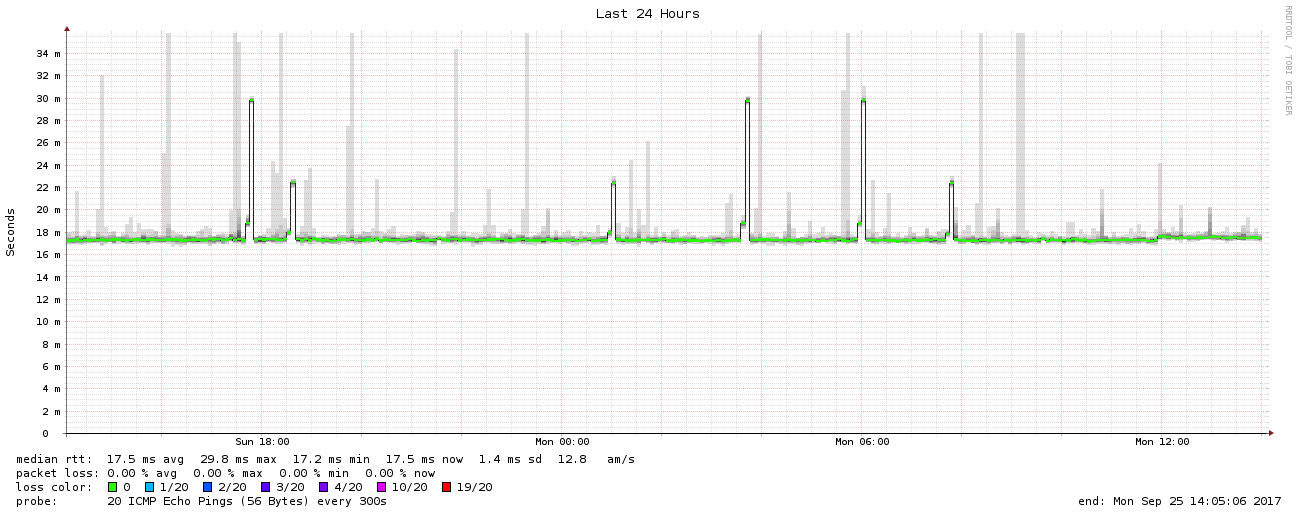 Last 24 Hours
RRDTOOL / TOBI OETIKER
Seconds
34 m
32 m
30 m
28 m
26 m
24 m
22 m
20 m
18 m
16 m
14 m
12 m
10 m
8 m
6 m
4 m
2 m
0
Sun 18:00 Mon 00:00 Mon 06:00 Mon 12:00
median rtt: 17.5 ms avg 29.8 ms max 17.2 ms min 17.5 ms now 1.4 ms sd 12.8 am/s
packet loss: 0.00 % avg 0.00 % max 0.00 % min 0.00 % now
loss color: 0 1/20 2/20 3/20 4/20 10/20 19/20
probe: 20 ICMP Echo Pings (56 Bytes) every 300s end: Mon Sep 25 14:05:06 2017